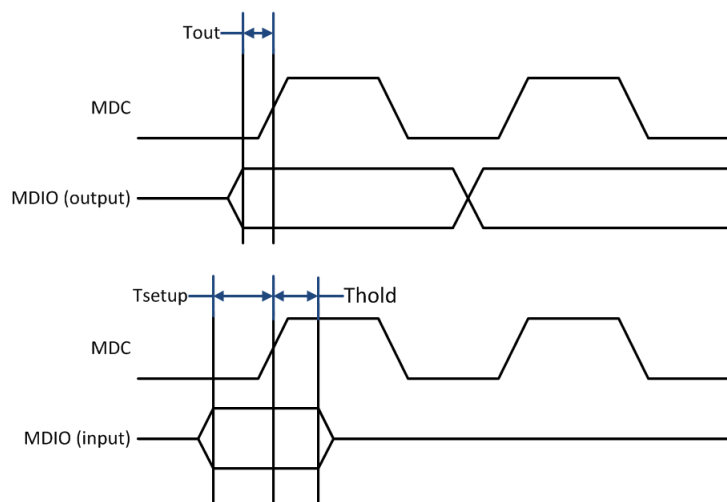 Tout
MDC
MDIO (output)
Tsetup
Thold
MDC
MDIO (input)